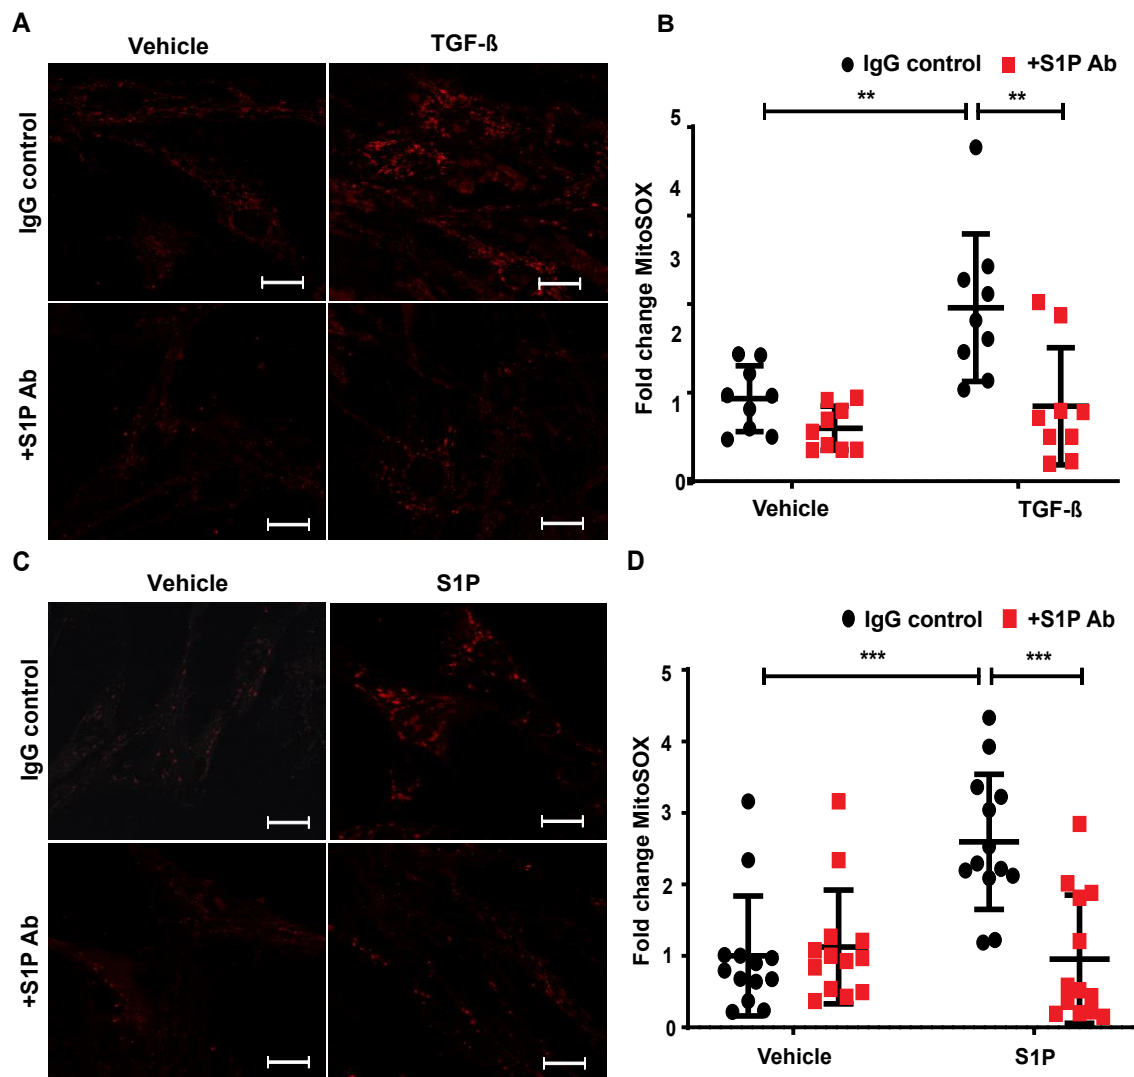 A
Vehicle
TGF-ß
IgG control
+S1P Ab
B
IgG control +S1P Ab
**
**
Fold change MitoSOX
5
4
3
2
1
0
Vehicle
TGF-ß
C
Vehicle
S1P
IgG control
+S1P Ab
D
IgG control +S1P Ab
***
***
Fold change MitoSOX
5
4
3
2
1
0
Vehicle
S1P